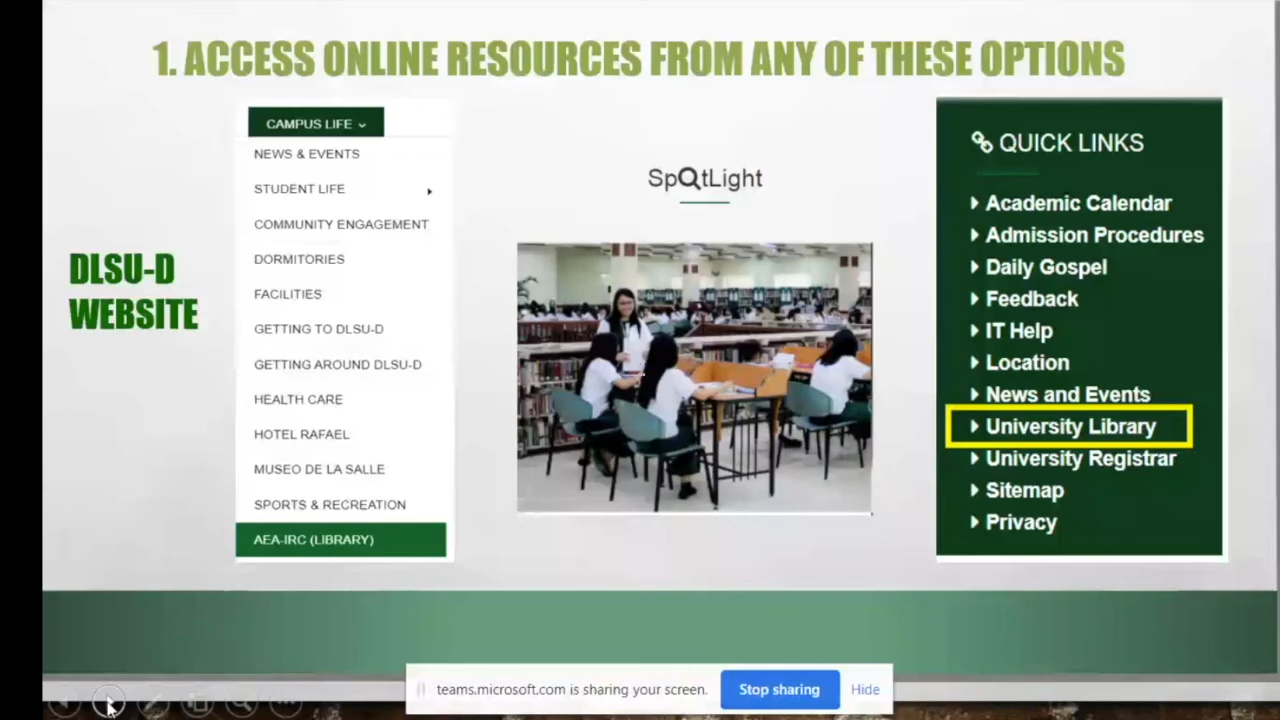 1. ACCESS ONLINE RESOURCES FROM ANY OF THESE OPTIONS
DLSU-D
WEBSITE
CAMPUS LIFE
NEWS & EVENTS
STUDENT LIFE
COMMUNITY ENGAGEMENT
DORMITORIES
FACILITIES
GETTING TO DLSU-D
GETTING AROUND DLSU-D
HEALTH CARE
HOTEL RAFAEL
MUSEO DE LA SALLE
SPORTS & RECREATION
AEA-IRC (LIBRARY)
SpOtLight
QUICK LINKS
Academic Calendar
Admission Procedures
Daily Gospel
Feedback
IT Help
Location
News and Events
University Library
University Registrar
Sitemap
Privacy
teams.microsoft.com is sharing your screen.
Stop sharing
Hide